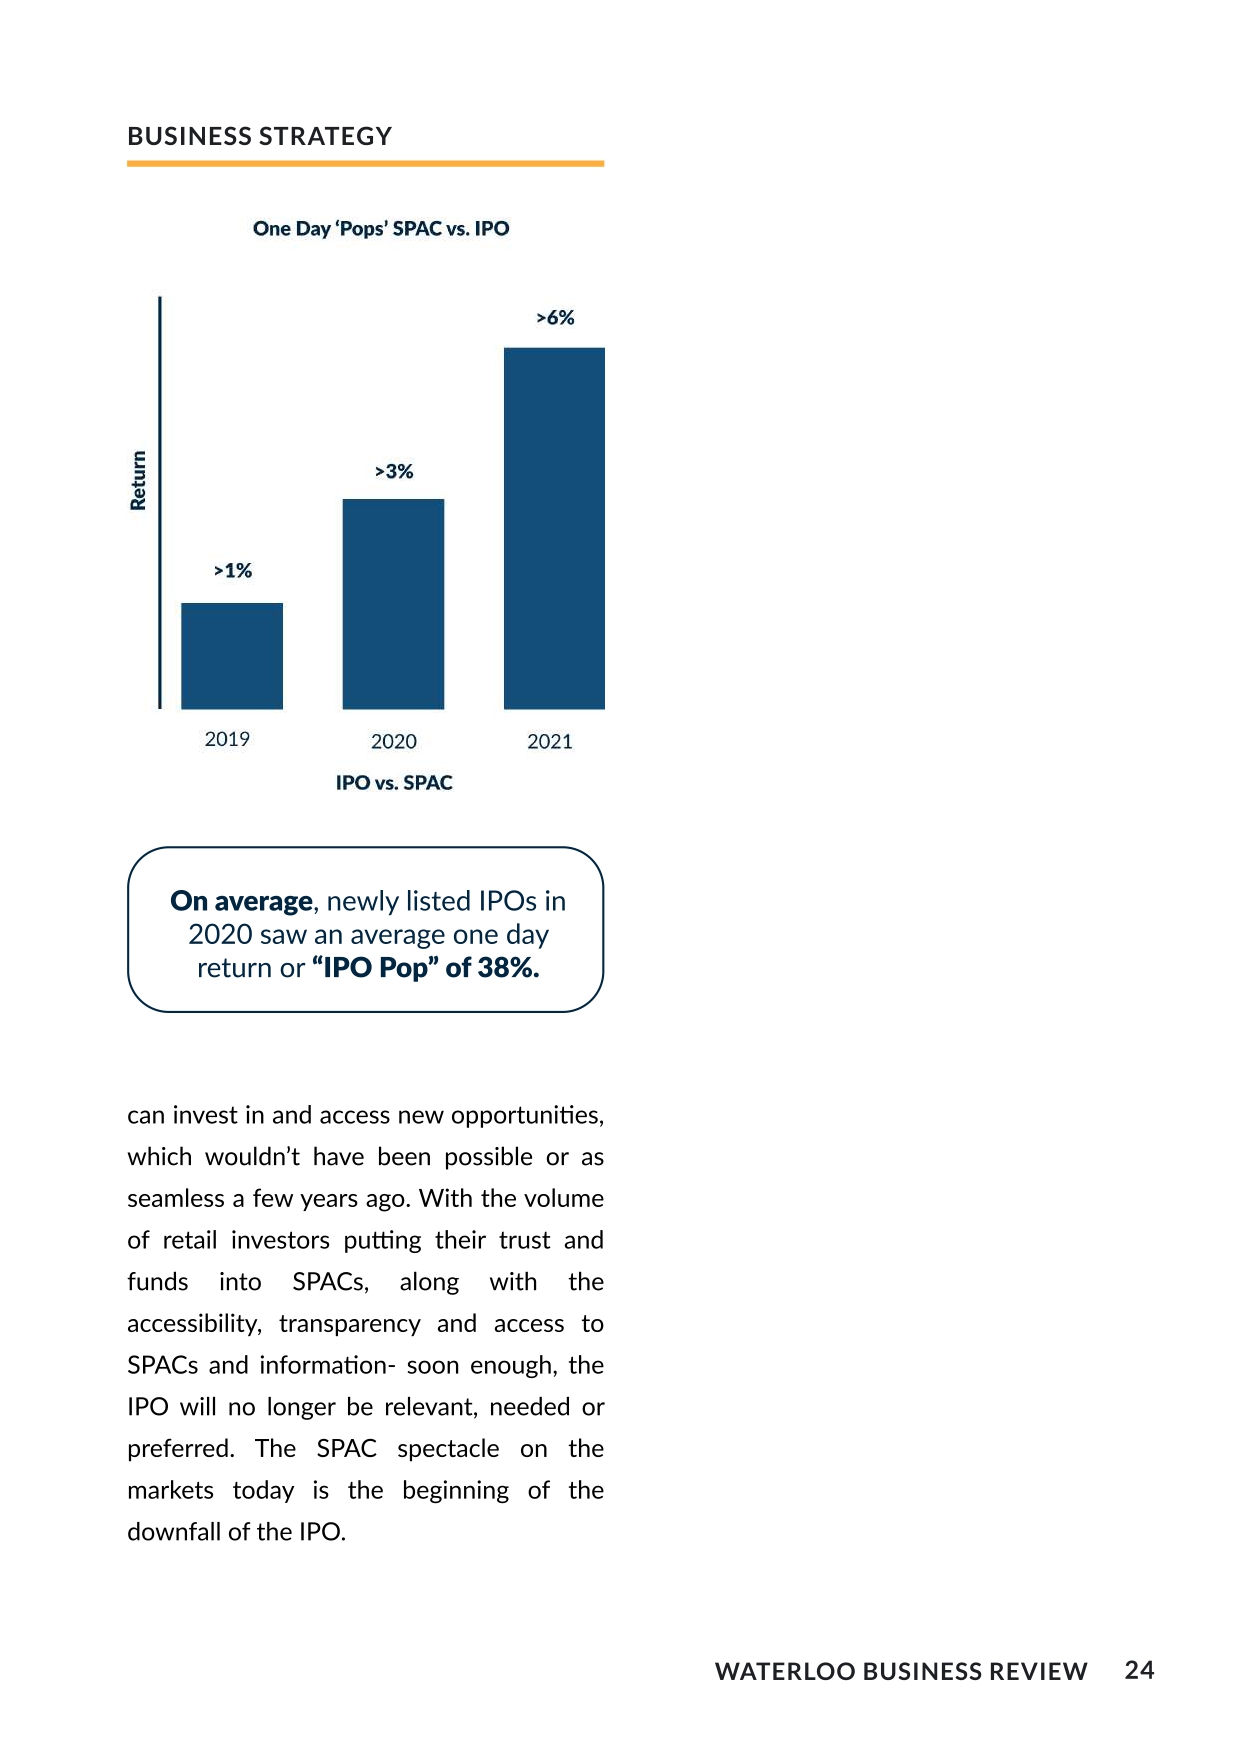 BUSINESS STRATEGY
One Day ‘Pops’ SPAC vs. IPO
>6%
>3%
>1%
Return
2019
2020
2021
IPO vs. SPAC
On average, newly listed IPOs in
2020 saw an average one day
return or “IPO Pop” of 38%.
can invest in and access new opportunities,
which wouldn’t have been possible or as
seamless a few years ago. With the volume
of retail investors putting their trust and
funds into SPACs, along with the
accessibility, transparency and access to
SPACs and information- soon enough, the
IPO will no longer be relevant, needed or
preferred. The SPAC spectacle on the
markets today is the beginning of the
downfall of the IPO.
WATERLOO BUSINESS REVIEW 24